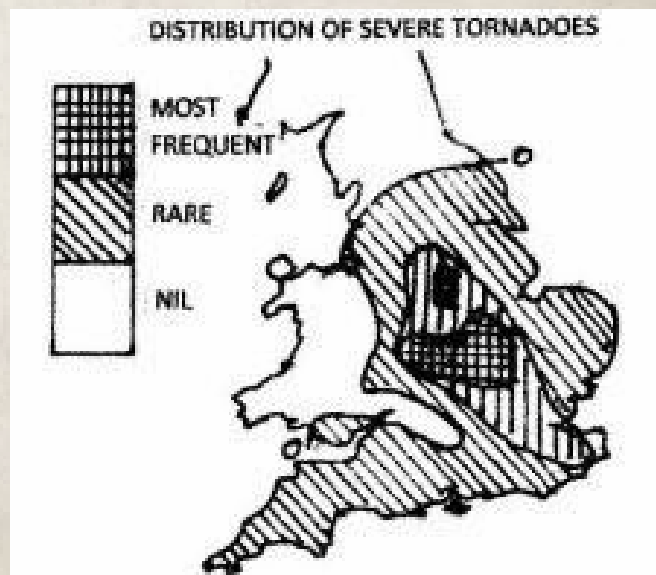 DISTRIBUTION OF SEVERE TORNADOES
MOST
FREQUENT
RARE
NIL
O
O